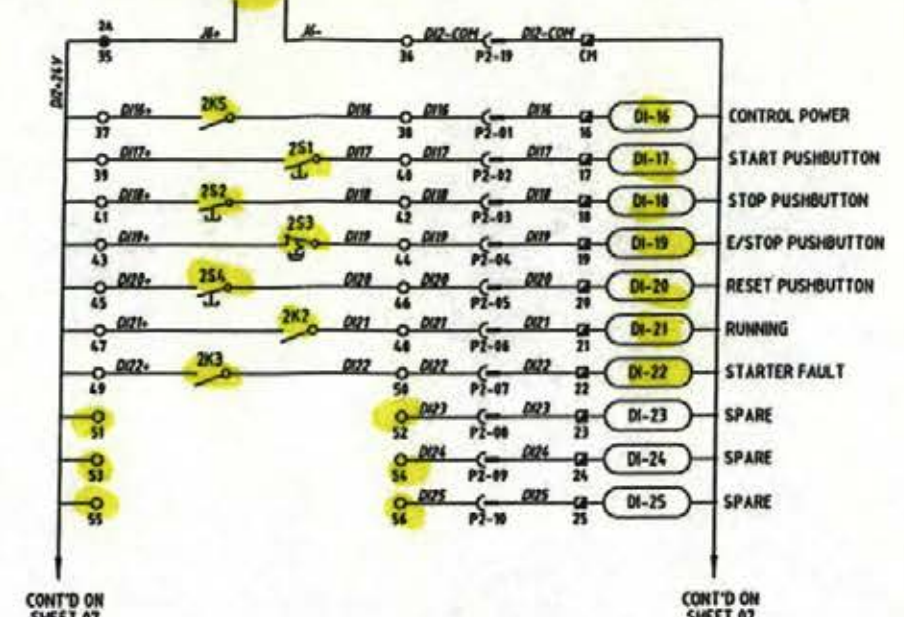 2A J6+ J6- DI2-COM DI2-COM
35 36 P2-19 CM
DI2+24V
DI16+ 2K5 DI16 DI16 DI16 DI-16 CONTROL POWER
37 38 P2-01 16
DI17+ 2S1 DI17 DI17 DI17 DI-17 START PUSHBUTTON
39 40 P2-02 17
DI18+ 2S2 DI18 DI18 DI18 DI-18 STOP PUSHBUTTON
41 42 P2-03 18
DI19+ 2S3 DI19 DI19 DI19 DI-19 E/STOP PUSHBUTTON
43 44 P2-04 19
DI20+ 2S4 DI20 DI20 DI20 DI-20 RESET PUSHBUTTON
45 46 P2-05 20
DI21+ 2K2 DI21 DI21 DI21 DI-21 RUNNING
47 48 P2-06 21
DI22+ 2K3 DI22 DI22 DI22 DI-22 STARTER FAULT
49 50 P2-07 22
DI23 DI23 DI-23 SPARE
51 52 P2-08 23
DI24 DI24 DI-24 SPARE
53 54 P2-09 24
DI25 DI25 DI-25 SPARE
55 56 P2-10 25
CONT'D ON CONT'D ON
SHEET 07 SHEET 07